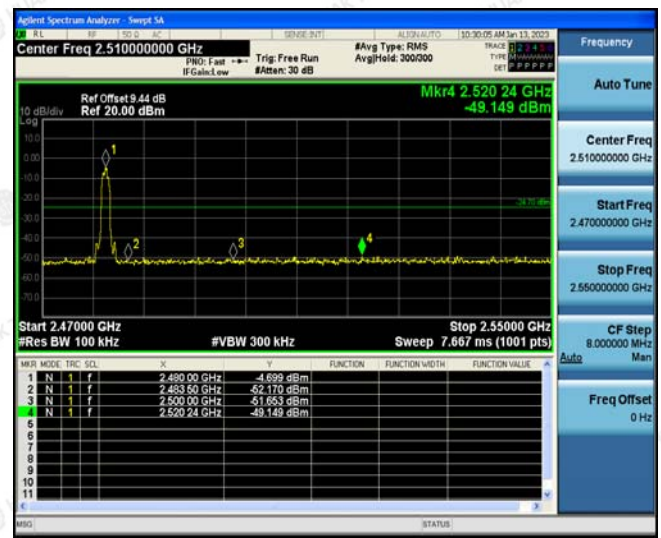 Agilent Spectrum Analyzer - Swept SA
RL RF 50 Ω AC SENSE:INT ALIGN AUTO 10:30:05 AM Jan 13, 2023
Center Freq 2.510000000 GHz
#Avg Type: RMS
TRACE 1 2 3 4 5 6
PNO: Fast
Trig: Free Run
Avg|Hold: 300/300
TYPE M
IFGain:Low
#Atten: 30 dB
DET P P P P P P
Mkr4 2.520 24 GHz
-49.149 dBm
Ref Offset 9.44 dB
10 dB/div Ref 20.00 dBm
Log
10.0
0.00
-10.0
-20.0
-30.0
-40.0
-50.0
-60.0
-70.0
1
2
3
4
-24.70 dBm
Start 2.47000 GHz
Stop 2.55000 GHz
#Res BW 100 kHz
#VBW 300 kHz
Sweep 7.667 ms (1001 pts)
MKR MODE TRC SCL X Y FUNCTION FUNCTION WIDTH FUNCTION VALUE
1 N 1 f 2.480 00 GHz -4.699 dBm
2 N 1 f 2.483 50 GHz -52.170 dBm
3 N 1 f 2.500 00 GHz -51.653 dBm
4 N 1 f 2.520 24 GHz -49.149 dBm
5
6
7
8
9
10
11
MSG
STATUS
Frequency
Auto Tune
Center Freq
2.510000000 GHz
Start Freq
2.470000000 GHz
Stop Freq
2.550000000 GHz
CF Step
8.000000 MHz
Auto Man
Freq Offset
0 Hz